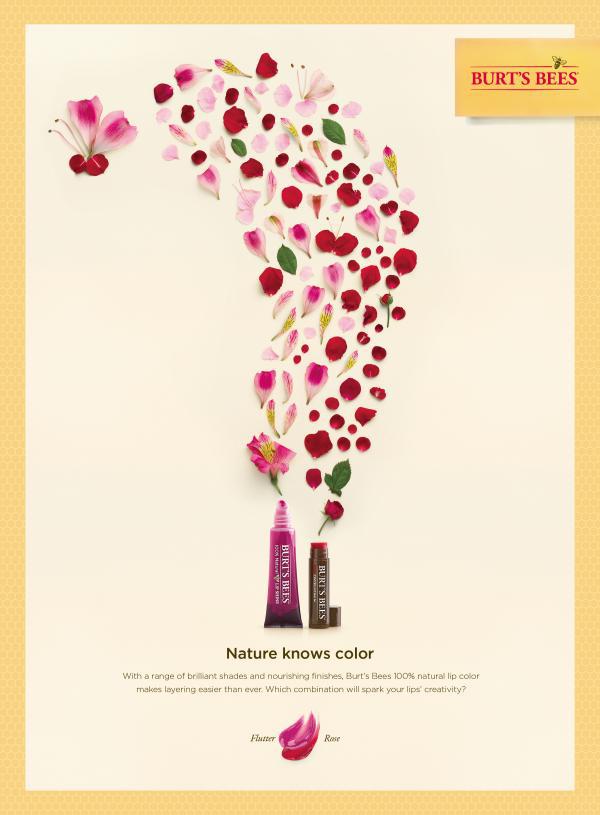 BURT'S BEES
BURT'S BEES
100% Natural LIP SHINE
BURT'S BEES
Nature knows color
With a range of brilliant shades and nourishing finishes, Burt's Bees 100% natural lip color
makes layering easier than ever. Which combination will spark your lips' creativity?
Flutter
Rose